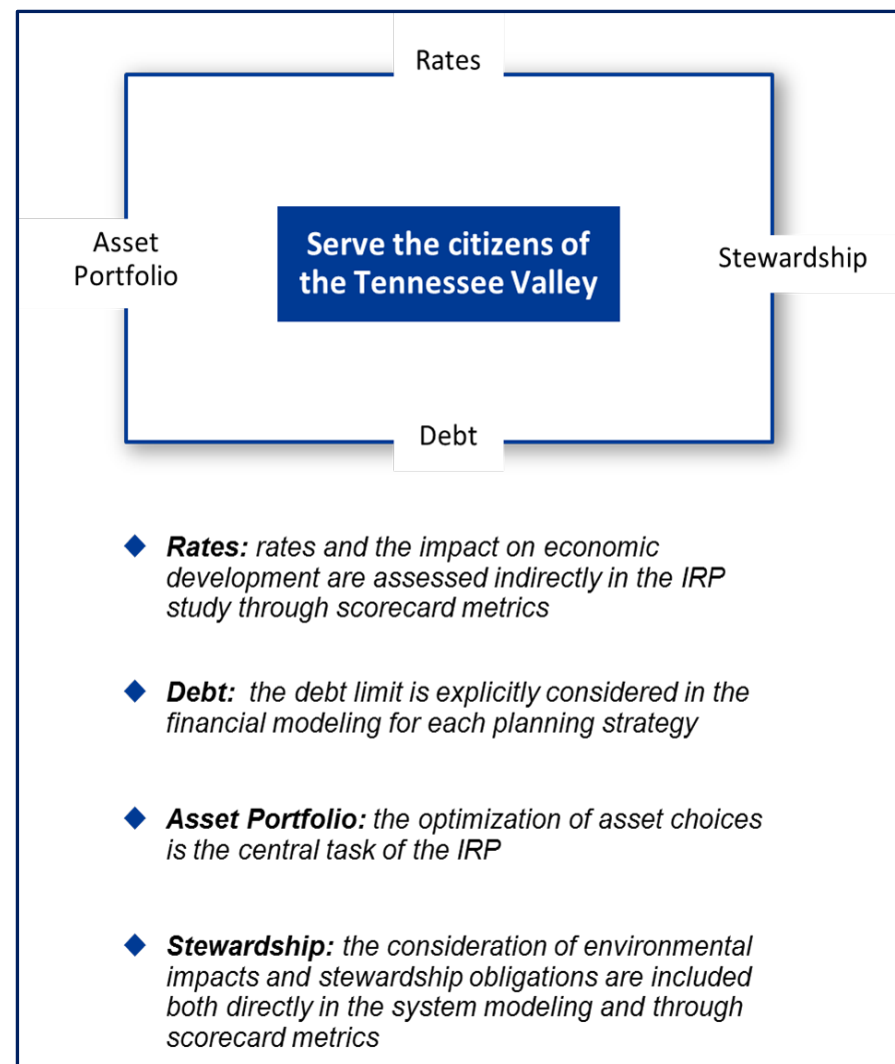 Rates
Asset
Portfolio
Serve the citizens of
the Tennessee Valley
Stewardship
Debt
Rates: rates and the impact on economic
development are assessed indirectly in the IRP
study through scorecard metrics
Debt: the debt limit is explicitly considered in the
financial modeling for each planning strategy
Asset Portfolio: the optimization of asset choices
is the central task of the IRP
Stewardship: the consideration of environmental
impacts and stewardship obligations are included
both directly in the system modeling and through
scorecard metrics